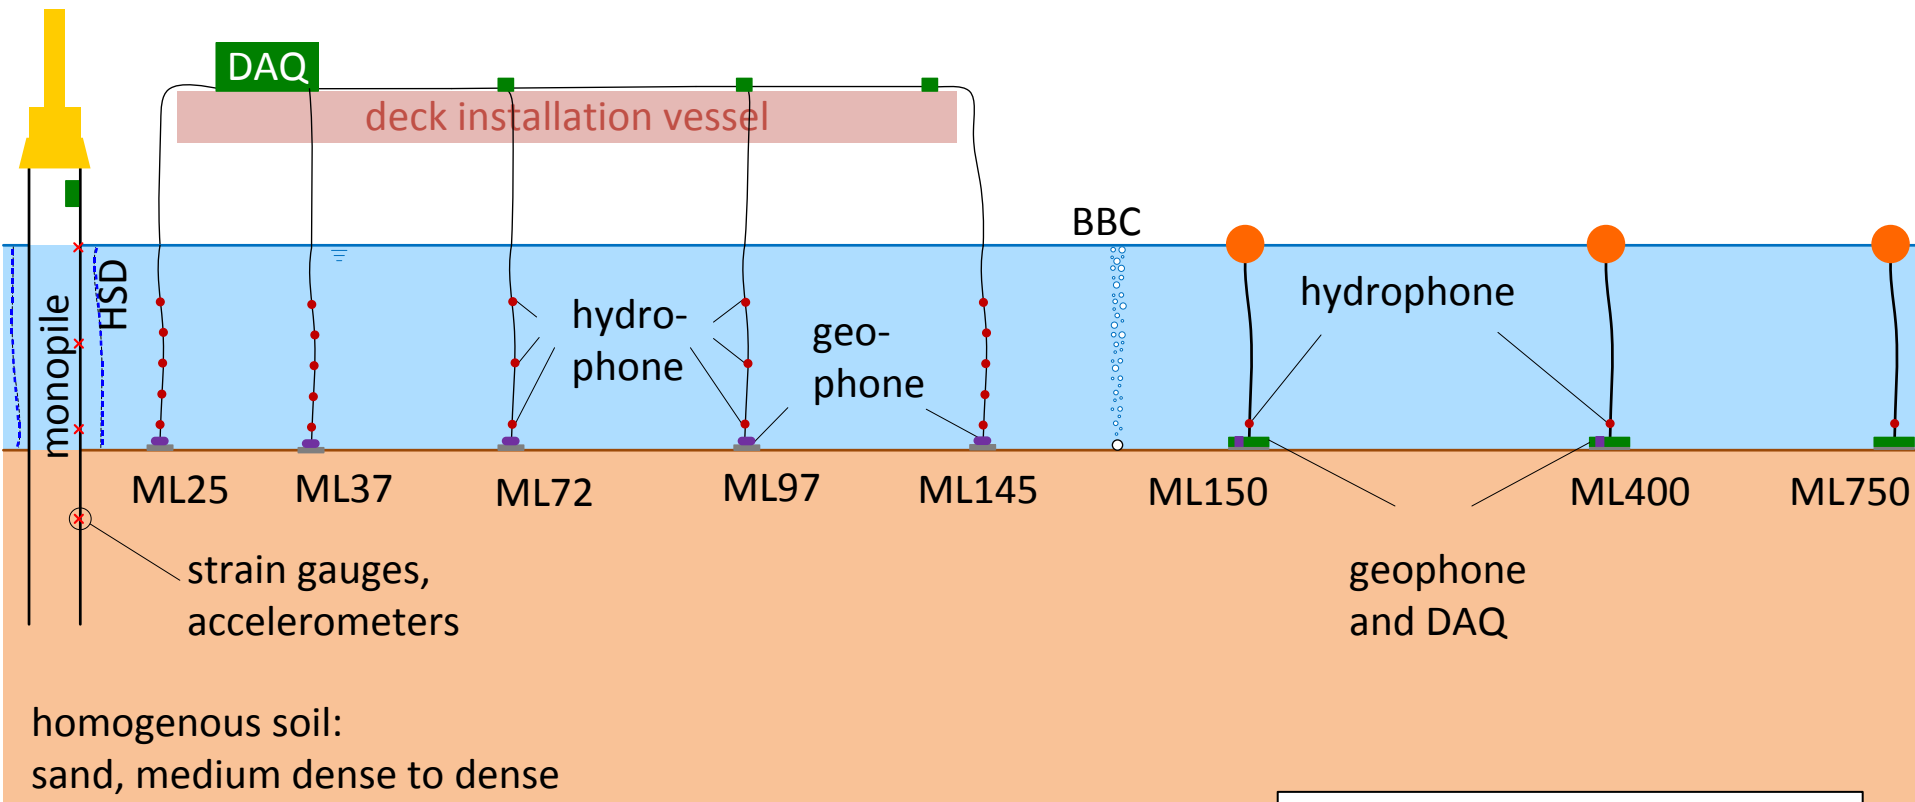 DAQ
deck installation vessel
BBC
HSD
monopile
hydro-
phone
geo-
phone
hydrophone
ML25
ML37
ML72
ML97
ML145
ML150
ML400
ML750
strain gauges,
accelerometers
geophone
and DAQ
homogenous soil:
sand, medium dense to dense